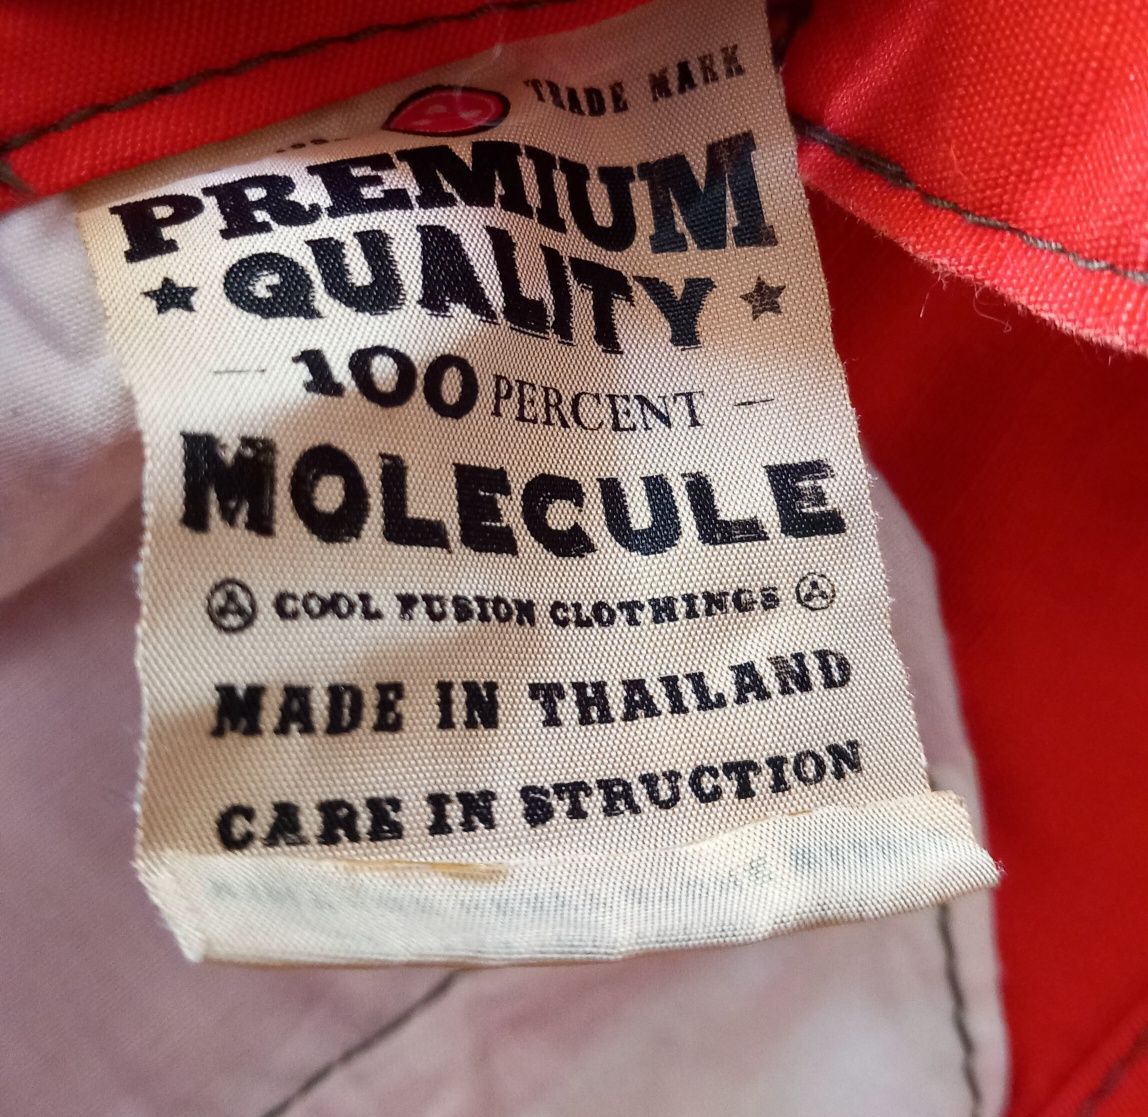 TRADE MARK
PREMIUM
QUALITY
100 PERCENT
MOLECULE
COOL FUSION CLOTHINGS
MADE IN THAILAND
CARE IN STRUCTION